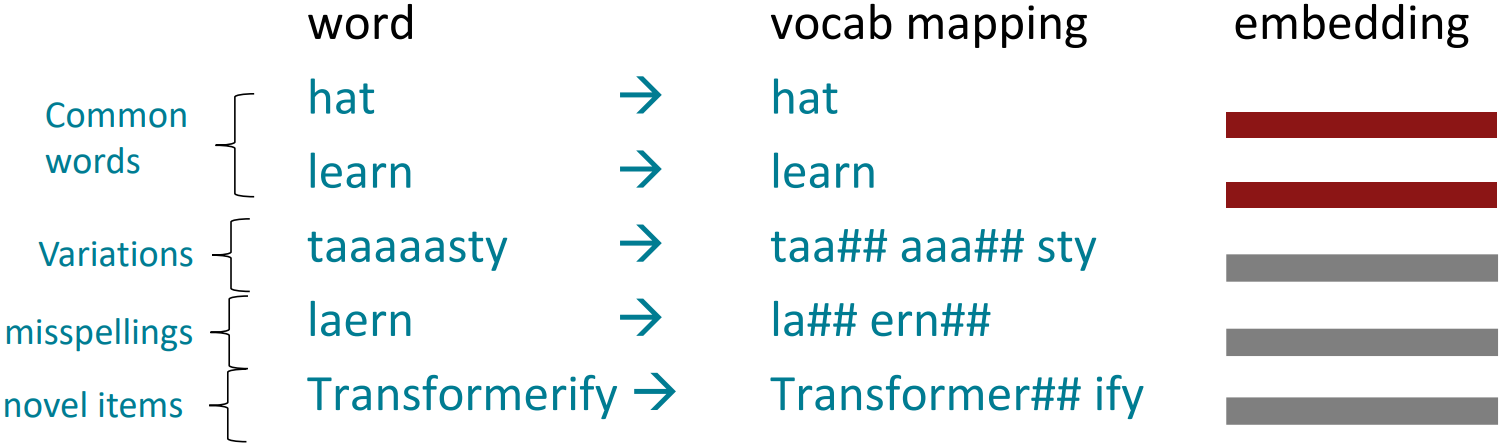 word vocab mapping embedding
Common words
hat → hat
learn → learn
Variations
taaaaasty → taa## aaa## sty
misspellings
laern → la## ern##
novel items
Transformerify → Transformer## ify